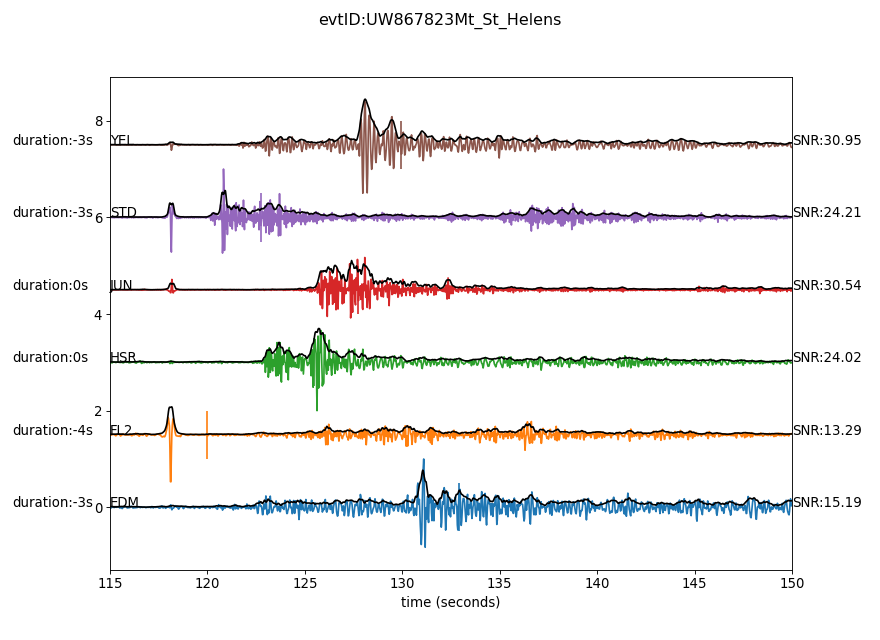 evtID:UW867823Mt_St_Helens
duration:-3s YEL SNR:30.95
8
duration:-3s STD SNR:24.21
6
duration:0s JUN SNR:30.54
4
duration:0s HSR SNR:24.02
2
duration:-4s FL2 SNR:13.29
duration:-3s EDM SNR:15.19
0
115 120 125 130 135 140 145 150
time (seconds)